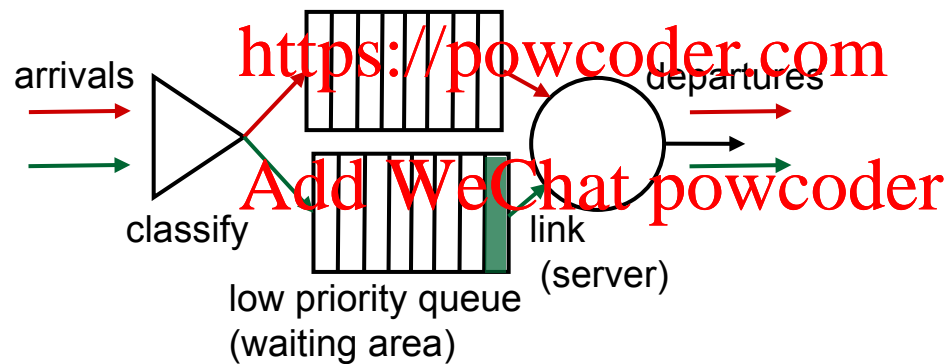 https://powcoder.com
arrivals
departures
Add WeChat powcoder
classify
link
(server)
low priority queue
(waiting area)